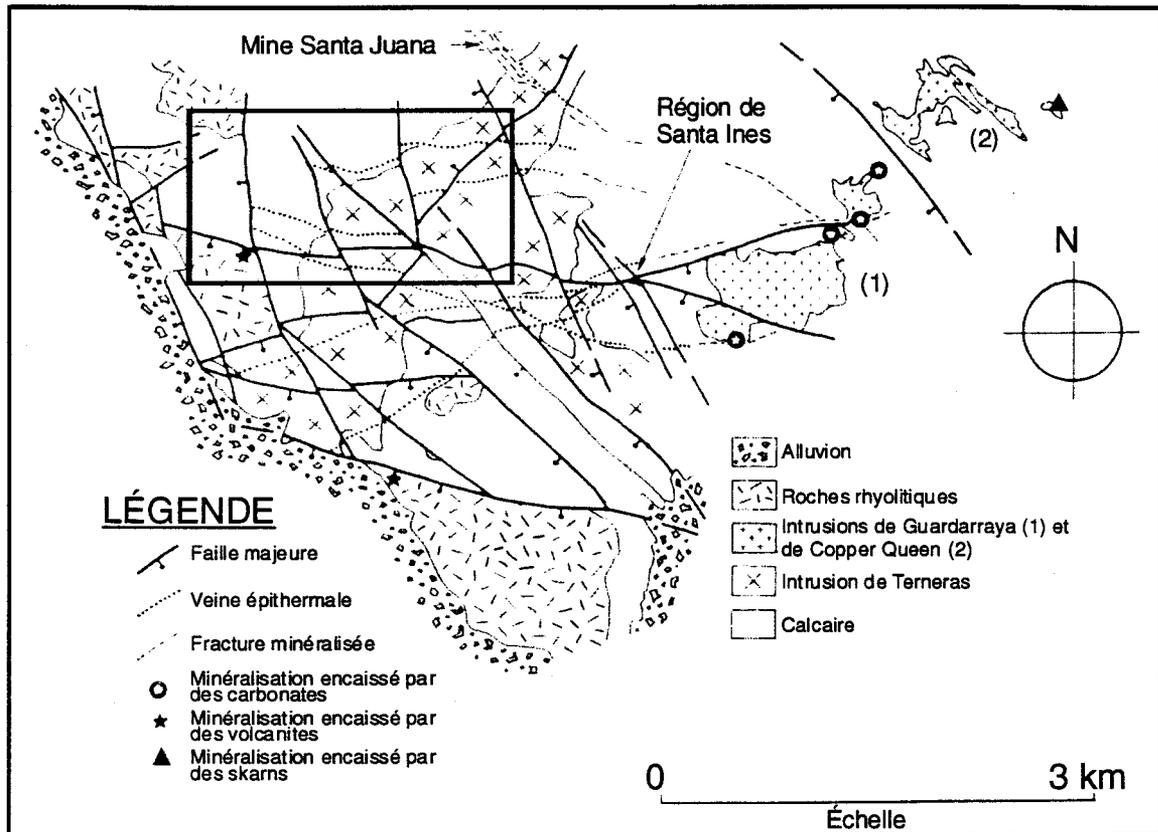 Mine Santa Juana
Région de
Santa Ines
(2)
(1)
N
LÉGENDE
Faille majeure
Veine épithermale
Fracture minéralisée
Minéralisation encaissé par
des carbonates
Minéralisation encaissé par
des volcanites
Minéralisation encaissé par
des skarns
Alluvion
Roches rhyolitiques
Intrusions de Guardarraya (1) et
de Copper Queen (2)
Intrusion de Terneras
Calcaire
0 3 km
Échelle